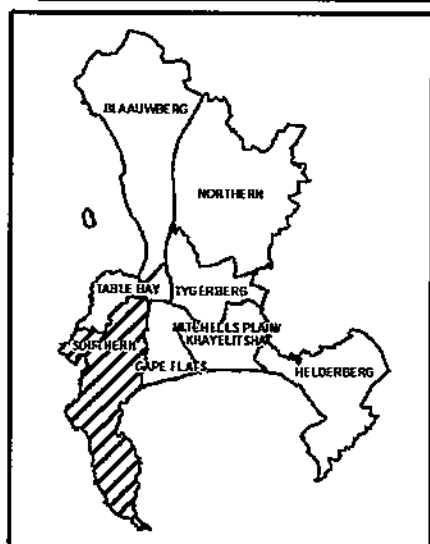 BLAAUWBERG
NORTHERN
TABLE BAY
TYGERBERG
MITCHELLS PLAIN/
KHAYELITSHA
SOUTHERN
CAPE FLATS
HELDERBERG